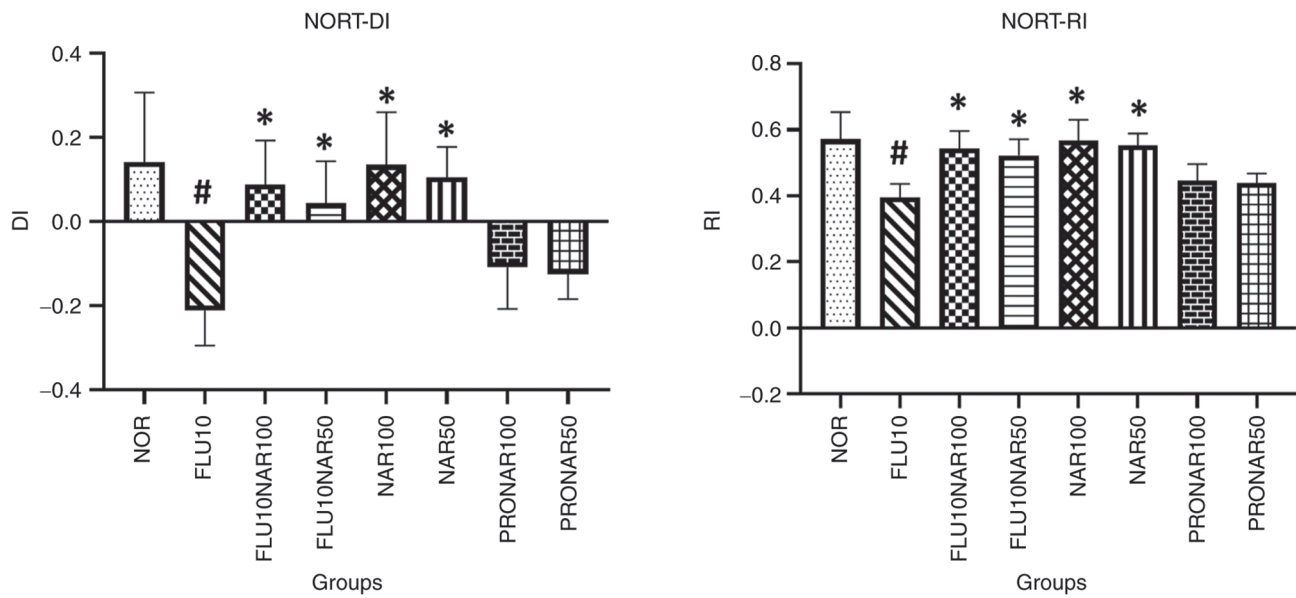 NORT-DI
0.4
0.2
0.0
−0.2
−0.4
DI
#
*
*
*
*
NOR
FLU10
FLU10NAR100
FLU10NAR50
NAR100
NAR50
PRONAR100
PRONAR50
Groups
NORT-RI
0.8
0.6
0.4
0.2
0.0
−0.2
RI
#
*
*
*
*
NOR
FLU10
FLU10NAR100
FLU10NAR50
NAR100
NAR50
PRONAR100
PRONAR50
Groups